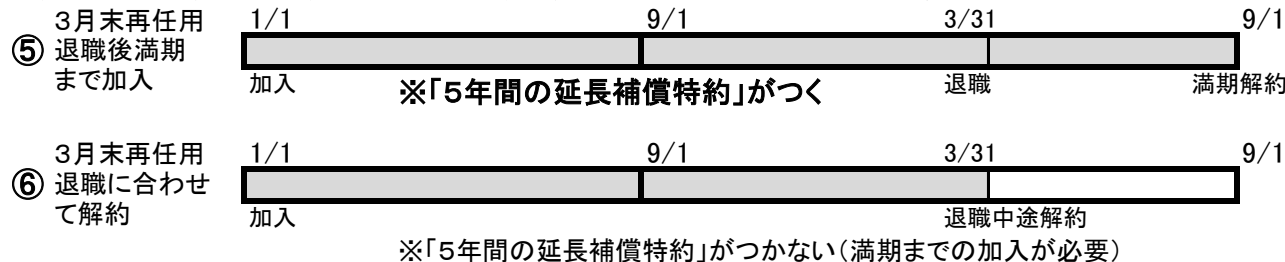 3月末再任用
⑤ 退職後満期
まで加入
1/1 9/1 3/31 9/1
加入 退職 満期解約
※「5年間の延長補償特約」がつく
3月末再任用
⑥ 退職に合わせ
て解約
1/1 9/1 3/31 9/1
加入 退職中途解約
※「5年間の延長補償特約」がつかない(満期までの加入が必要)